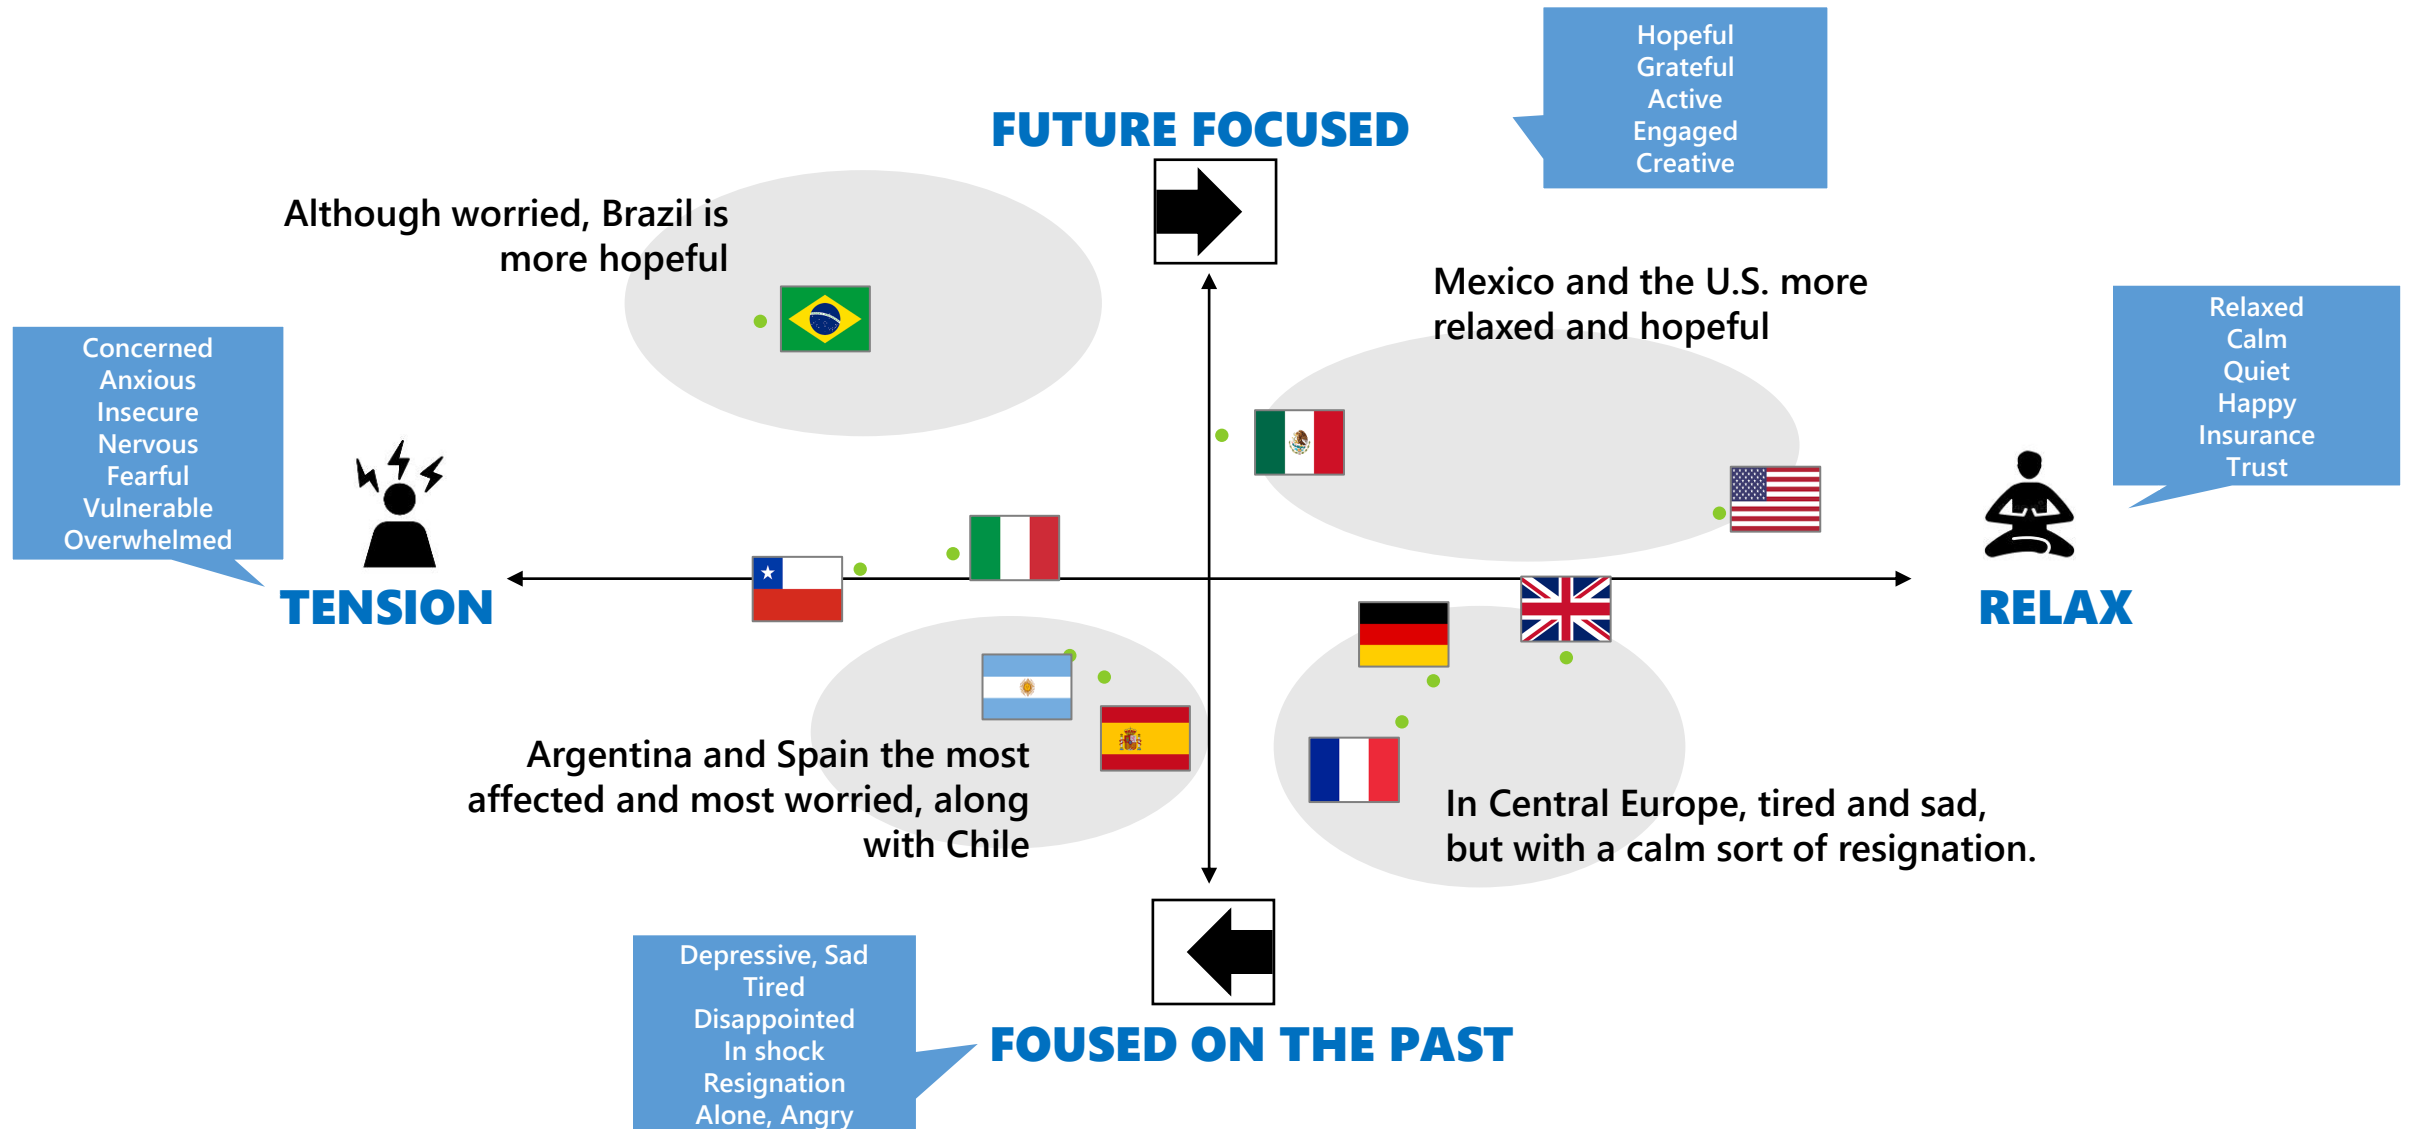 Hopeful
Grateful
Active
Engaged
Creative
FUTURE FOCUSED
Although worried, Brazil is
more hopeful
Mexico and the U.S. more
relaxed and hopeful
Relaxed
Calm
Quiet
Happy
Insurance
Trust
Concerned
Anxious
Insecure
Nervous
Fearful
Vulnerable
Overwhelmed
TENSION
RELAX
Argentina and Spain the most
affected and most worried, along
with Chile
In Central Europe, tired and sad,
but with a calm sort of resignation.
Depressive, Sad
Tired
Disappointed
In shock
Resignation
Alone, Angry
FOUSED ON THE PAST